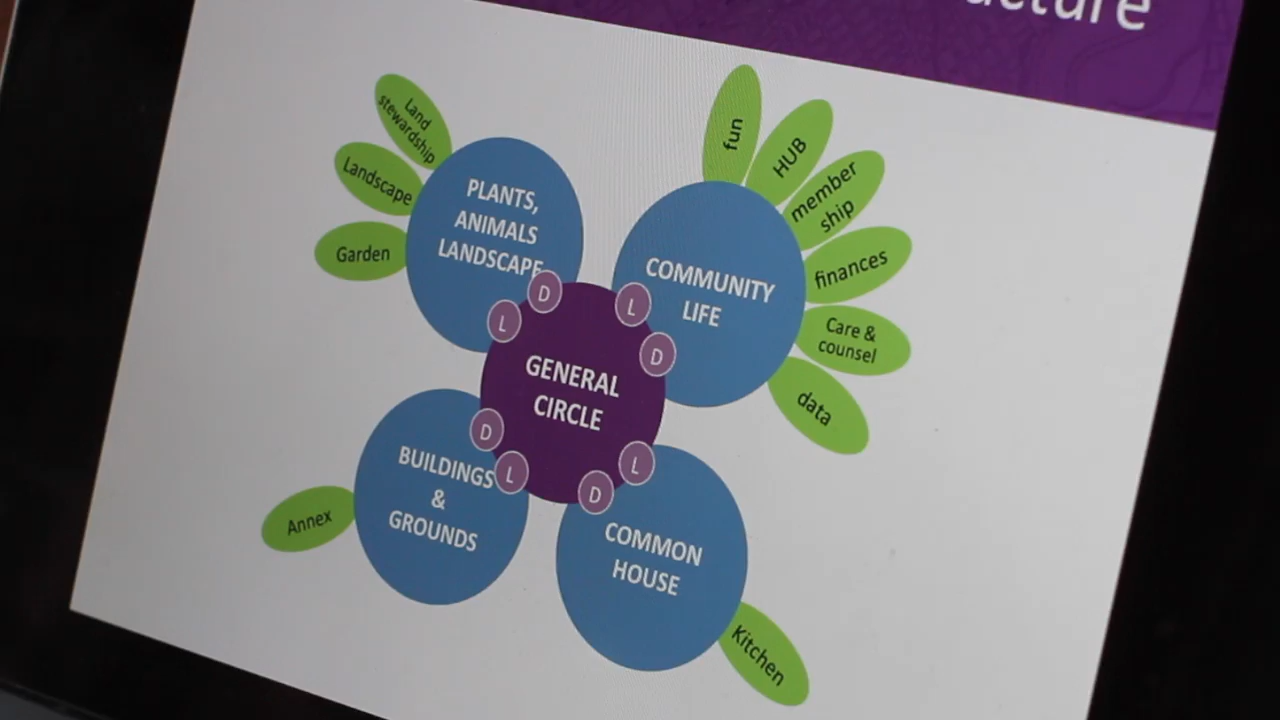 Land
stewardship
Landscape
Garden
PLANTS,
ANIMALS
LANDSCAPE
D
L
fun
HUB
member
ship
finances
Care &
counsel
data
COMMUNITY
LIFE
L
D
GENERAL
CIRCLE
D
L
L
D
BUILDINGS
&
GROUNDS
Annex
COMMON
HOUSE
Kitchen